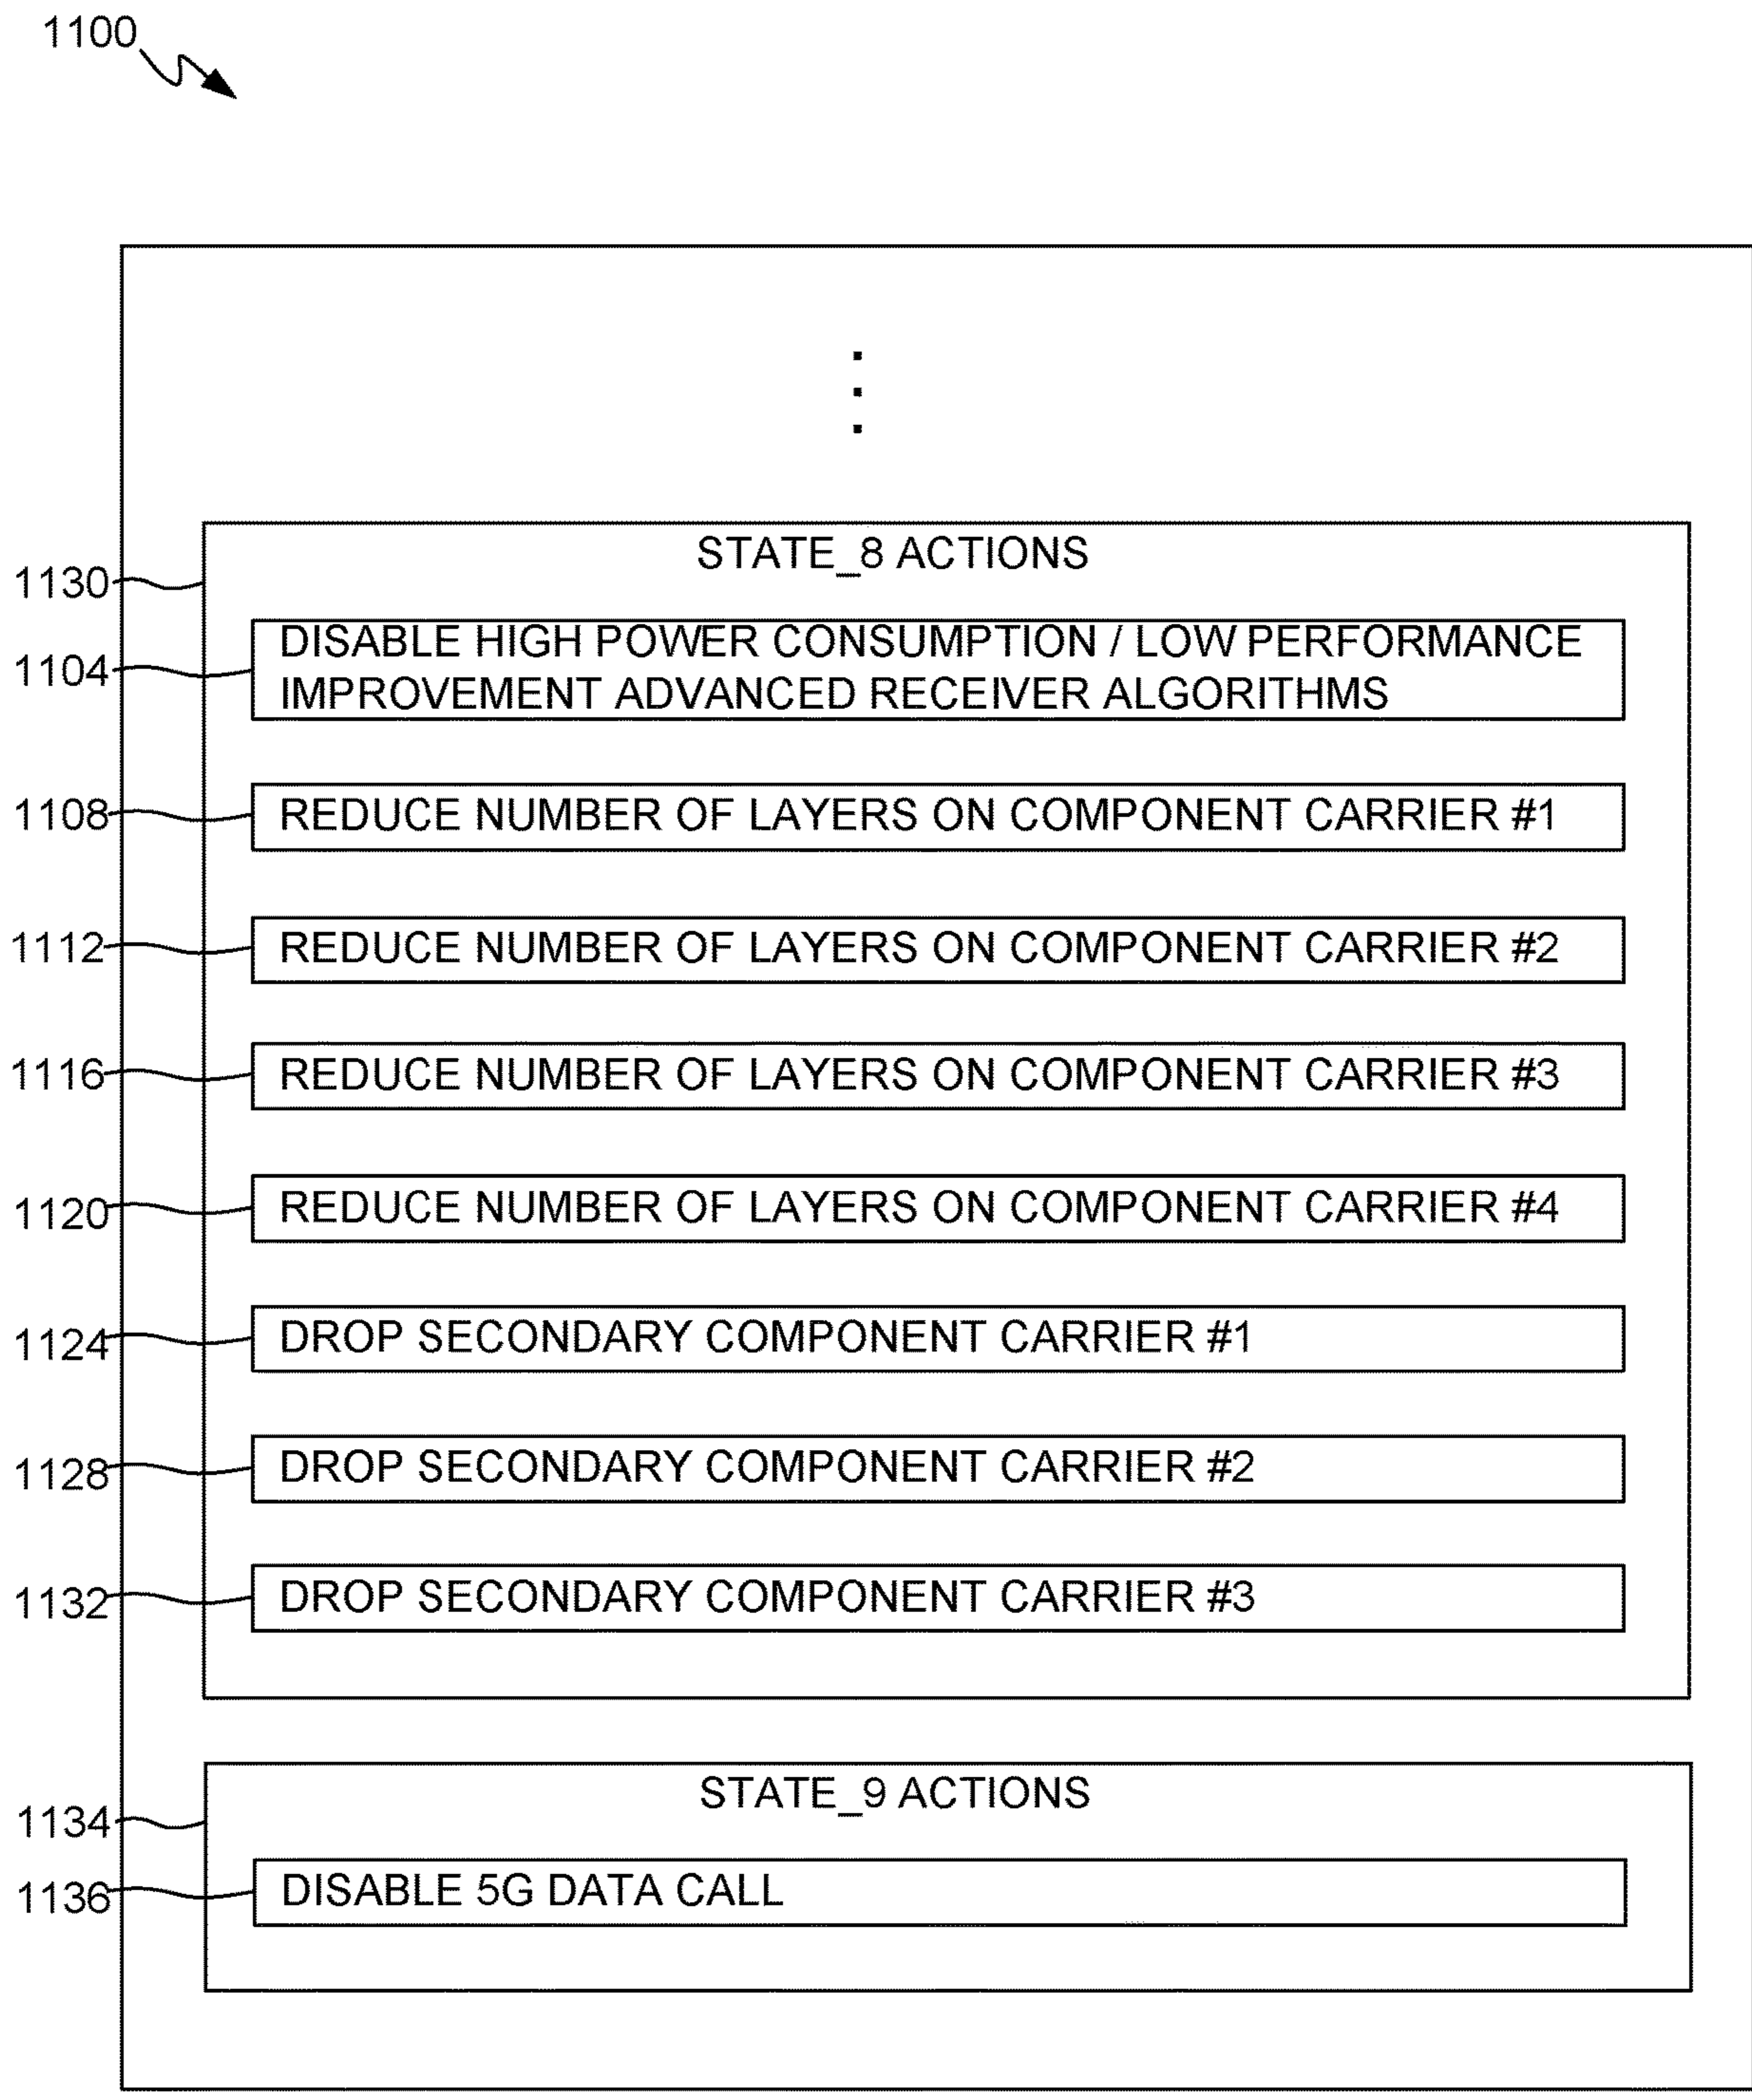 1100
STATE_8 ACTIONS
1130
DISABLE HIGH POWER CONSUMPTION / LOW PERFORMANCE
IMPROVEMENT ADVANCED RECEIVER ALGORITHMS
1104
1108 REDUCE NUMBER OF LAYERS ON COMPONENT CARRIER #1
1112 REDUCE NUMBER OF LAYERS ON COMPONENT CARRIER #2
1116 REDUCE NUMBER OF LAYERS ON COMPONENT CARRIER #3
1120 REDUCE NUMBER OF LAYERS ON COMPONENT CARRIER #4
1124 DROP SECONDARY COMPONENT CARRIER #1
1128 DROP SECONDARY COMPONENT CARRIER #2
1132 DROP SECONDARY COMPONENT CARRIER #3
STATE_9 ACTIONS
1134
1136 DISABLE 5G DATA CALL